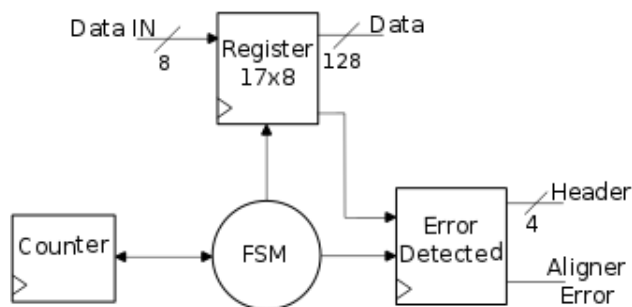 Data IN
8
Register
17x8
Data
128
Counter
FSM
Error
Detected
Header
4
Aligner
Error